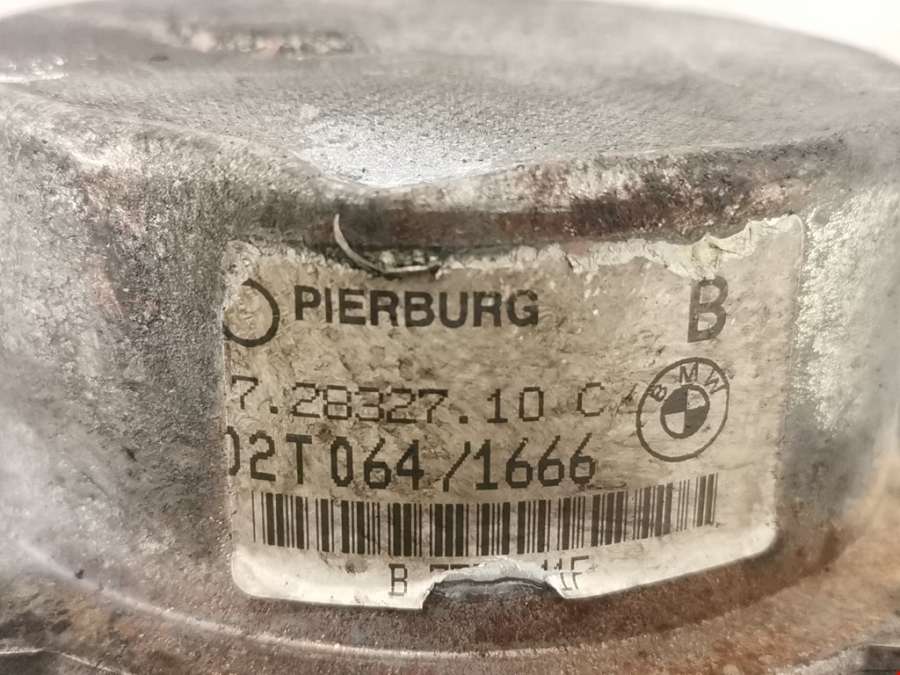 PIERBURG
B
7.28327.10 C
BMW
02T064/1666
B